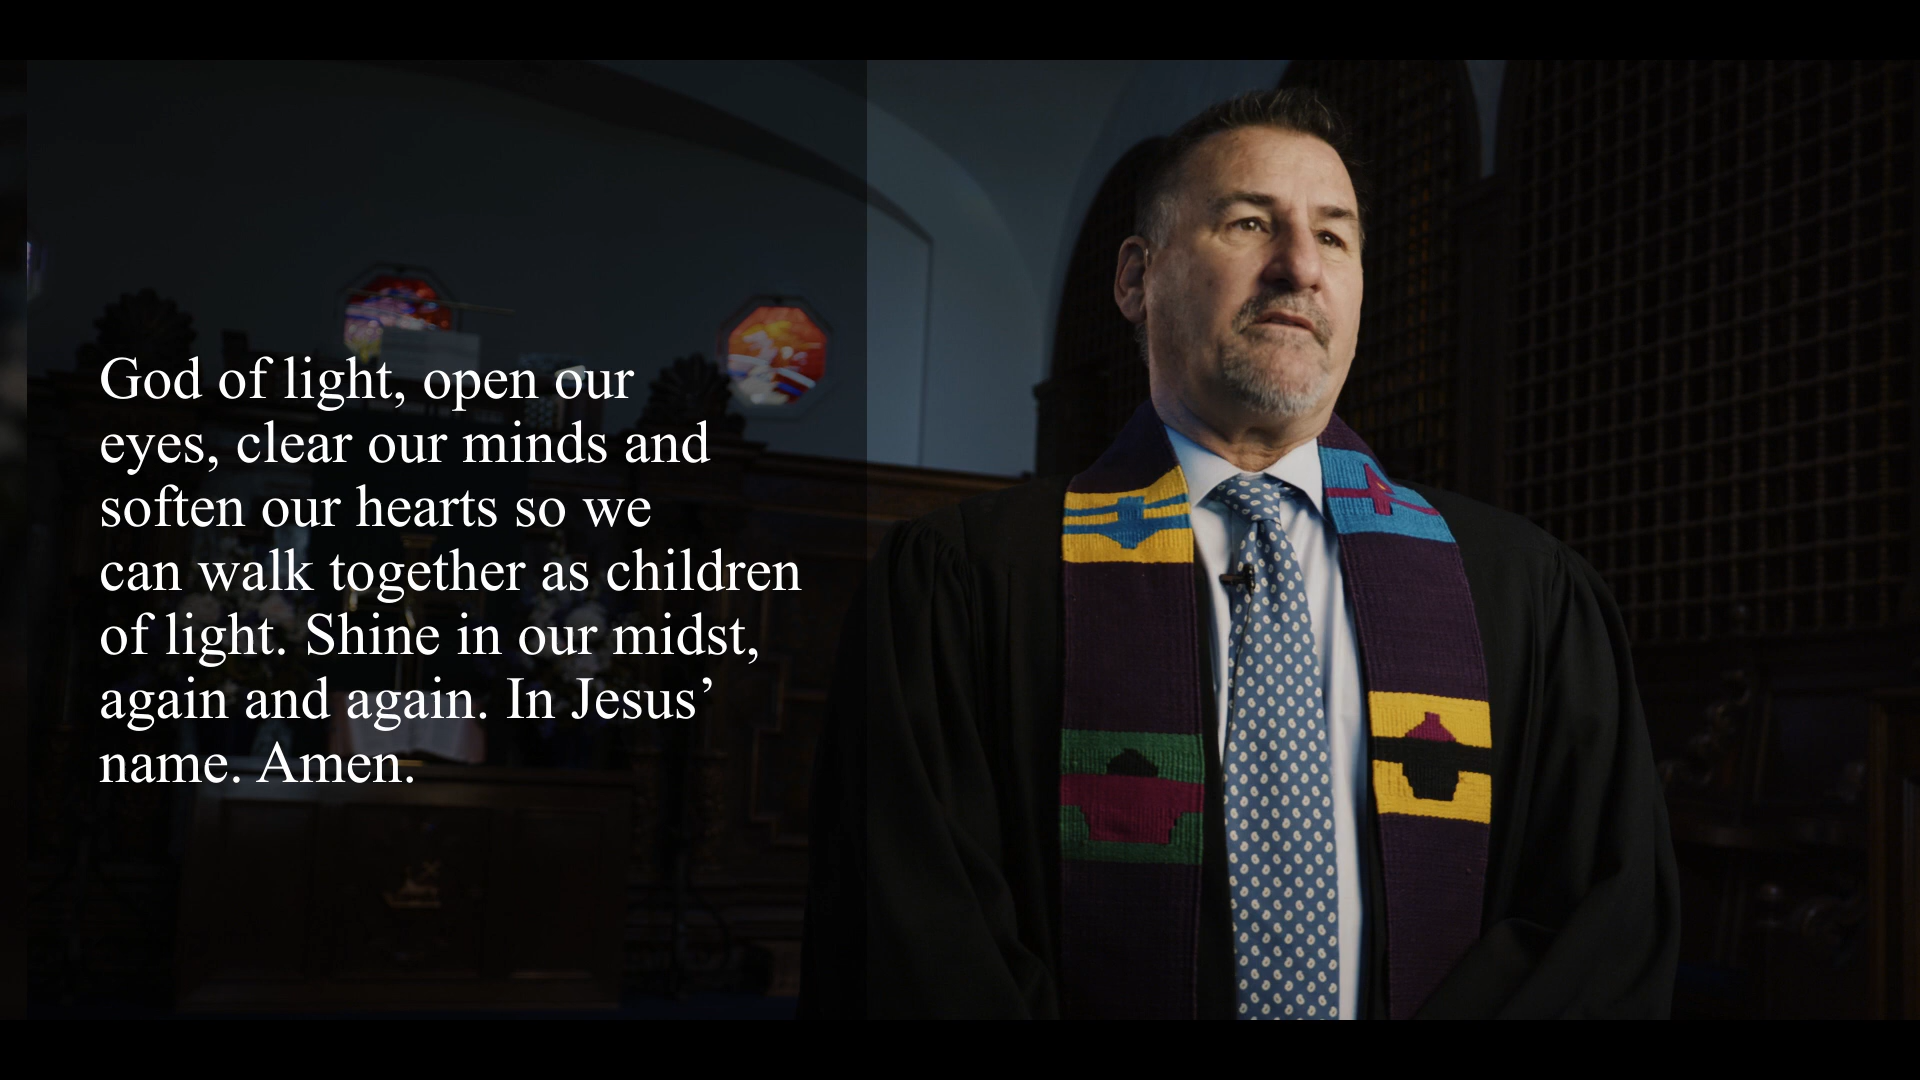 God of light, open our
eyes, clear our minds and
soften our hearts so we
can walk together as children
of light. Shine in our midst,
again and again. In Jesus’
name. Amen.